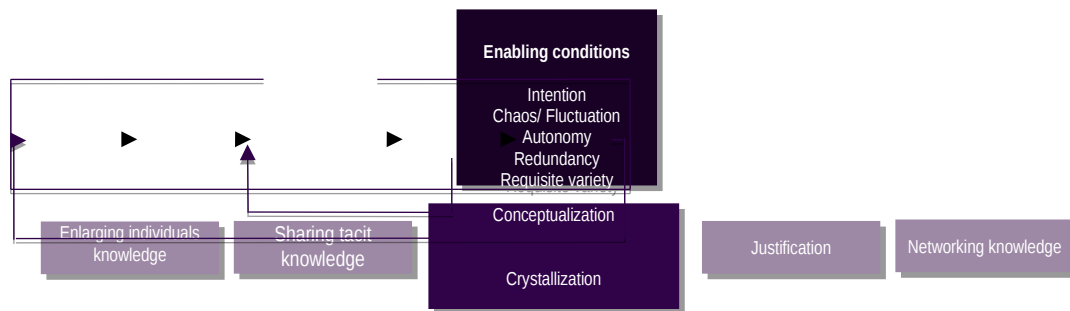 Enabling conditions
Intention
Chaos/ Fluctuation
Autonomy
Redundancy
Requisite variety
Enlarging individuals
knowledge
Sharing tacit
knowledge
Conceptualization
Crystallization
Justification
Networking knowledge